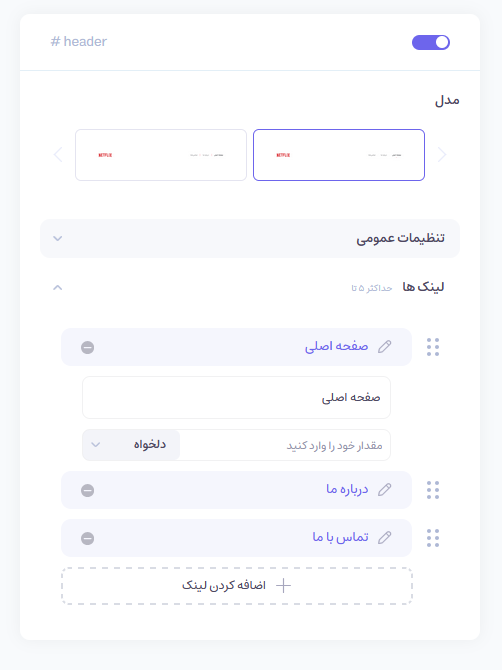 # header
مدل
NETFLIX
NETFLIX
تنظیمات عمومی
لینک ها حداکثر ۵ تا
صفحه اصلی
صفحه اصلی
مقدار خود را وارد کنید دلخواه
درباره ما
تماس با ما
اضافه کردن لینک